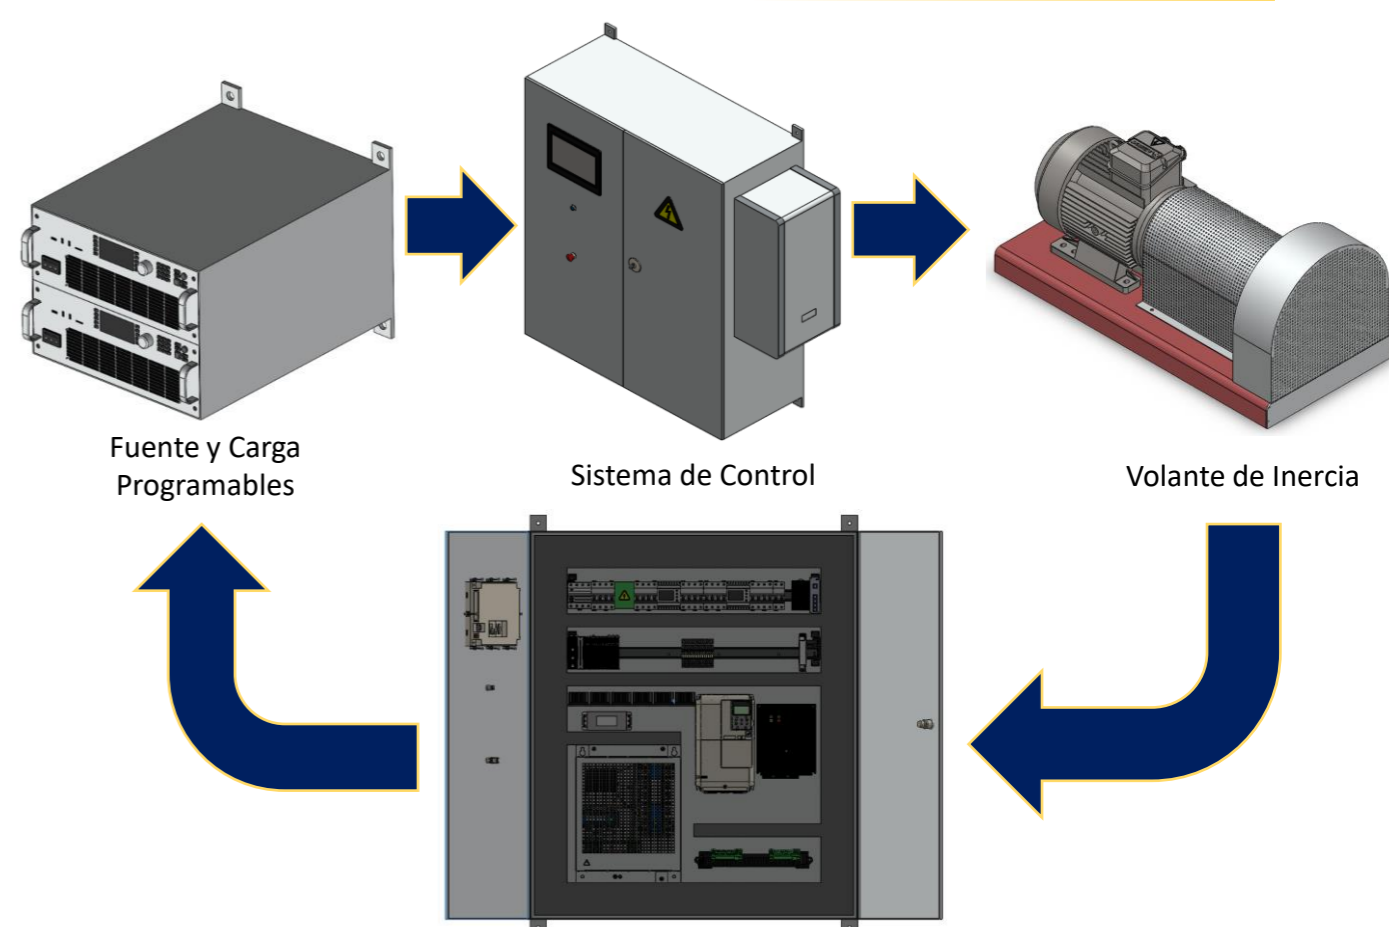 Fuente y Carga
Programables
Sistema de Control
Volante de Inercia